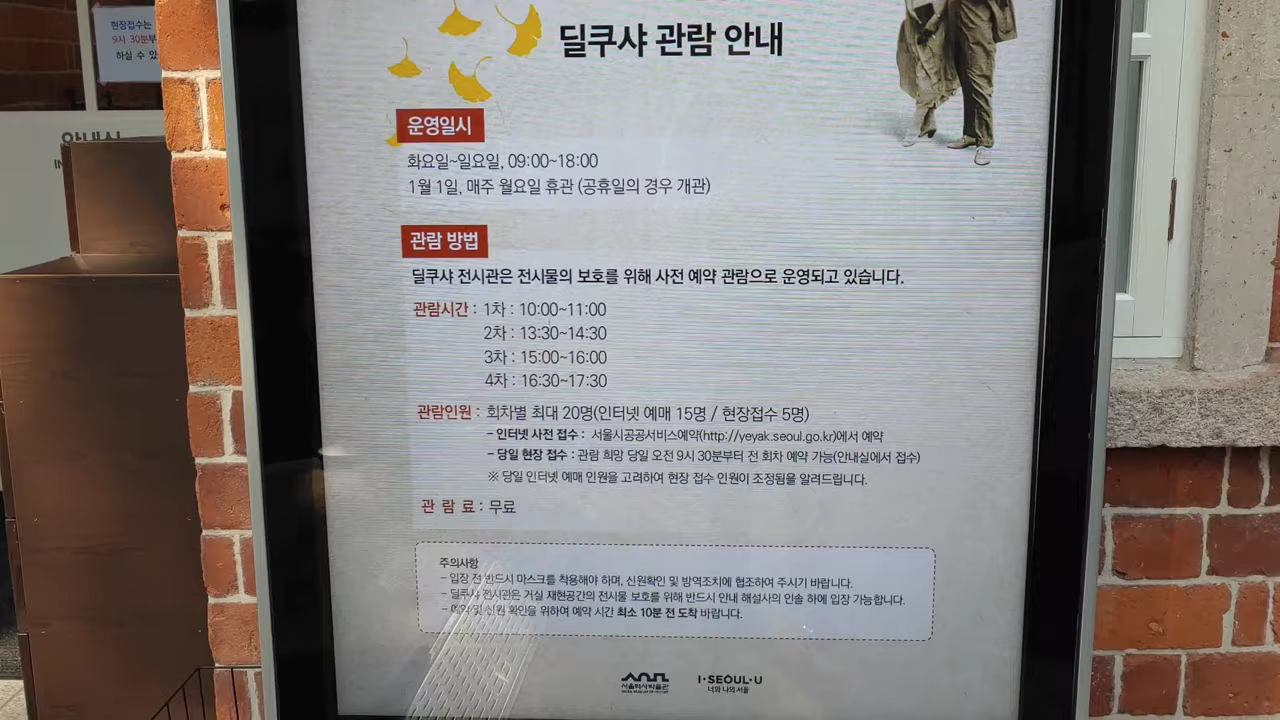 현장접수는
9시 30분부
하실 수 있
안내실
딜쿠샤 관람 안내
운영일시
화요일~일요일, 09:00~18:00
1월 1일, 매주 월요일 휴관 (공휴일의 경우 개관)
관람 방법
딜쿠샤 전시관은 전시물의 보호를 위해 사전 예약 관람으로 운영되고 있습니다.
관람시간 : 1차 : 10:00~11:00
2차 : 13:30~14:30
3차 : 15:00~16:00
4차 : 16:30~17:30
관람인원 : 회차별 최대 20명(인터넷 예매 15명 / 현장접수 5명)
- 인터넷 사전 접수 : 서울시공공서비스예약(http://yeyak.seoul.go.kr)에서 예약
- 당일 현장 접수 : 관람 희망 당일 오전 9시 30분부터 전 회차 예약 가능(안내실에서 접수)
※ 당일 인터넷 예매 인원을 고려하여 현장 접수 인원이 조정됨을 알려드립니다.
관 람 료 : 무료
주의사항
- 입장 전 반드시 마스크를 착용해야 하며, 신원확인 및 방역조치에 협조하여 주시기 바랍니다.
- 딜쿠샤 전시관은 거실 재현공간의 전시물 보호를 위해 반드시 안내 해설사의 인솔 하에 입장 가능합니다.
- 예약 및 신원 확인을 위하여 예약 시간 최소 10분 전 도착 바랍니다.
서울역사박물관
SEOUL MUSEUM OF HISTORY
I·SEOUL·U
너와 나의 서울